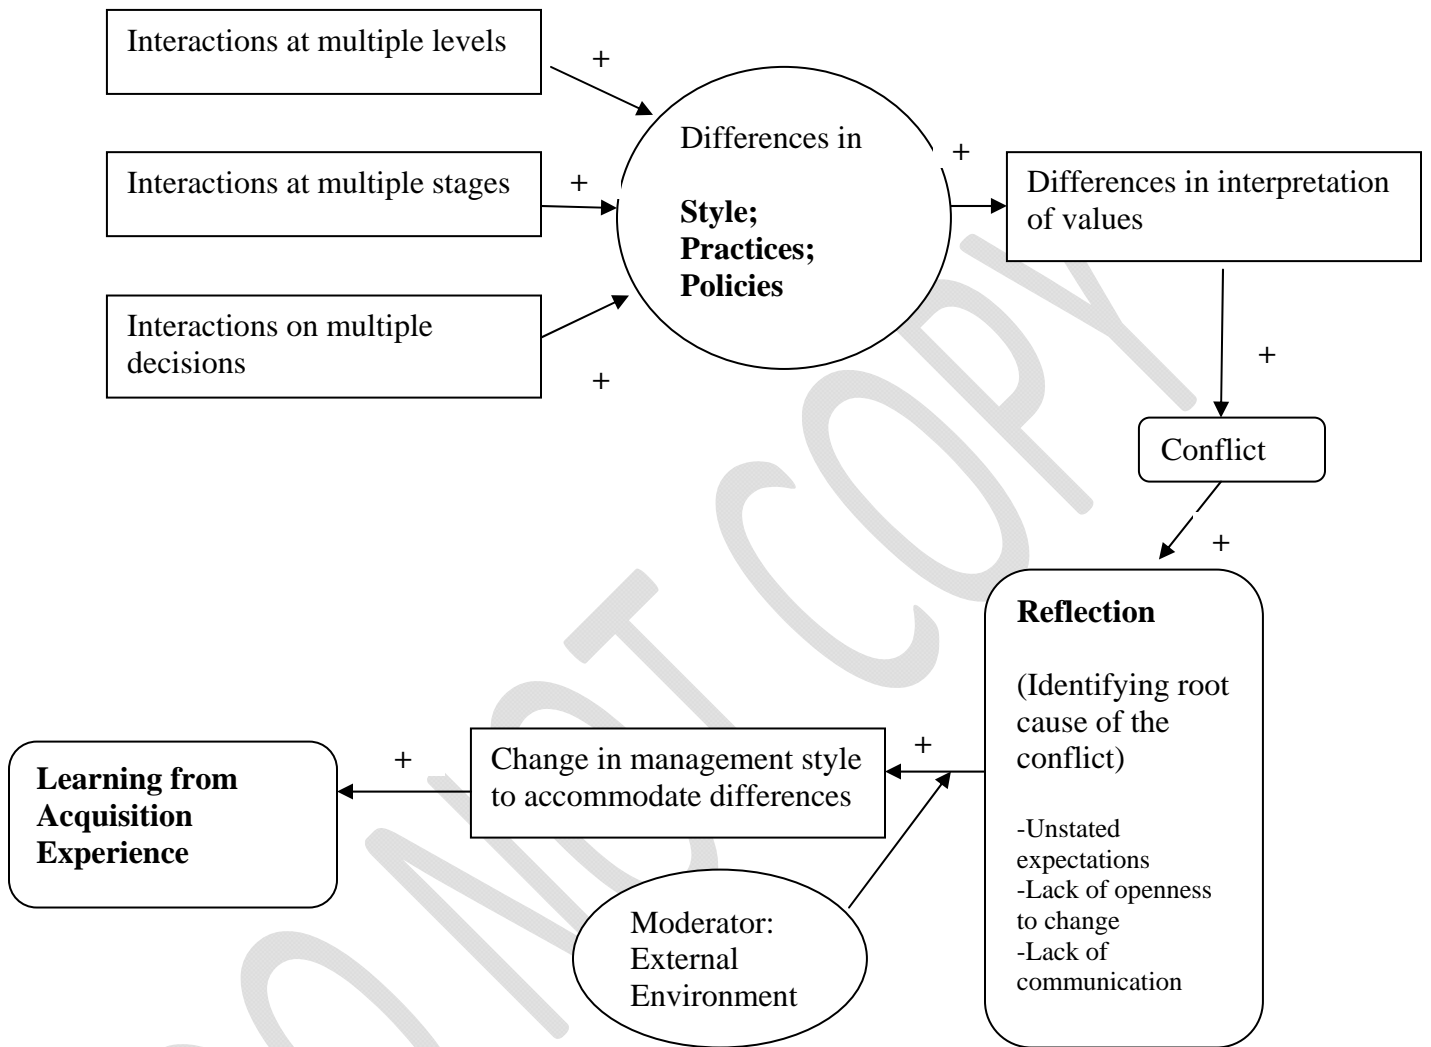 Interactions at multiple levels
+
Interactions at multiple stages
+
Interactions on multiple
decisions
+
Differences in
Style;
Practices;
Policies
+
Differences in interpretation
of values
+
Conflict
+
Reflection
(Identifying root
cause of the
conflict)
-Unstated
expectations
-Lack of openness
to change
-Lack of
communication
+
Change in management style
to accommodate differences
Moderator:
External
Environment
+
Learning from
Acquisition
Experience
O NOT COPY